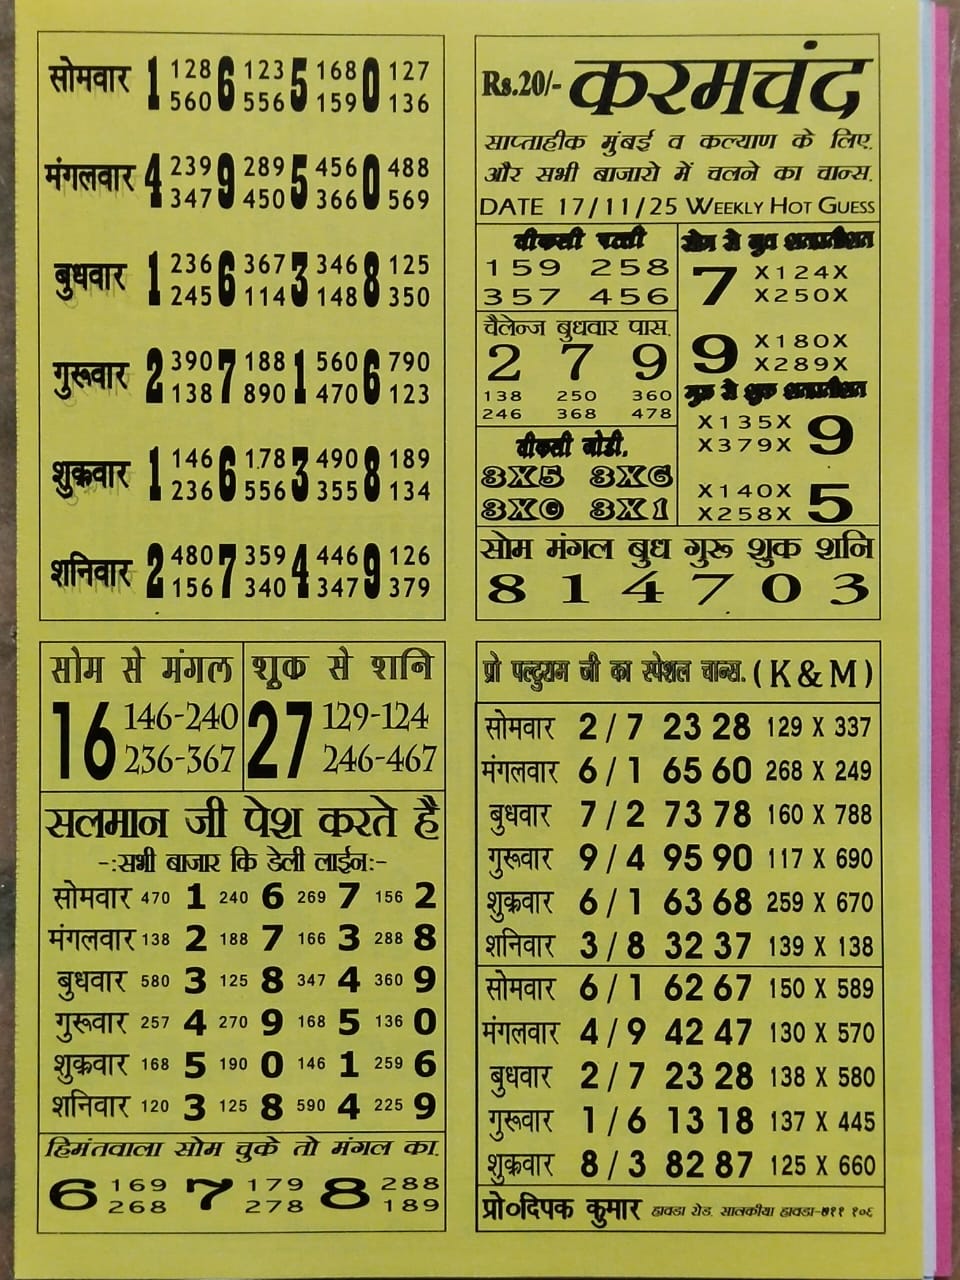 सोमवार 1 128 6 123 5 168 0 127
560 556 159 136
मंगलवार 4 239 9 289 5 456 0 488
347 450 366 569
बुधवार 1 236 6 367 3 346 8 125
245 114 148 350
गुरूवार 2 390 7 188 1 560 6 790
138 890 470 123
शुक्रवार 1 146 6 178 3 490 8 189
236 556 355 134
शनिवार 2 480 7 359 4 446 9 126
156 340 347 379
Rs.20/- करमचंद
साप्ताहीक मुंबई व कल्याण के लिए.
और सभी बाजारो में चलने का चान्स.
DATE 17/11/25 WEEKLY HOT GUESS
वीकली पत्ती
159 258
357 456
चैलेन्ज बुधवार पास.
2 7 9
138 250 360
246 368 478
वीकली जोडी.
3X5 3X6
3X0 3X1
सोम से बुध
7 X124X
X250X
9 X180X
X289X
गुरू से शुक्र
X135X 9
X379X
X140X 5
X258X
सोम मंगल बुध गुरू शुक्र शनि
8 1 4 7 0 3
सोम से मंगल
16 146-240
236-367
शुक्र से शनि
27 129-124
246-467
सलमान जी पेश करते है
-:सभी बाजार कि डेली लाईन:-
सोमवार 470 1 240 6 269 7 156 2
मंगलवार 138 2 188 7 166 3 288 8
बुधवार 580 3 125 8 347 4 360 9
गुरूवार 257 4 270 9 168 5 136 0
शुक्रवार 168 5 190 0 146 1 259 6
शनिवार 120 3 125 8 590 4 225 9
हिमंतवाला सोम चुके तो मंगल का.
6 169 7 179 8 288
268 278 189
प्रो पल्टुराम जी का स्पेशल चान्स. (K & M)
सोमवार 2 / 7 23 28 129 X 337
मंगलवार 6 / 1 65 60 268 X 249
बुधवार 7 / 2 73 78 160 X 788
गुरूवार 9 / 4 95 90 117 X 690
शुक्रवार 6 / 1 63 68 259 X 670
शनिवार 3 / 8 32 37 139 X 138
सोमवार 6 / 1 62 67 150 X 589
मंगलवार 4 / 9 42 47 130 X 570
बुधवार 2 / 7 23 28 138 X 580
गुरूवार 1 / 6 13 18 137 X 445
शुक्रवार 8 / 3 82 87 125 X 660
प्रो०दिपक कुमार हावडा रोड. सालकीया हावडा-७११ १०६